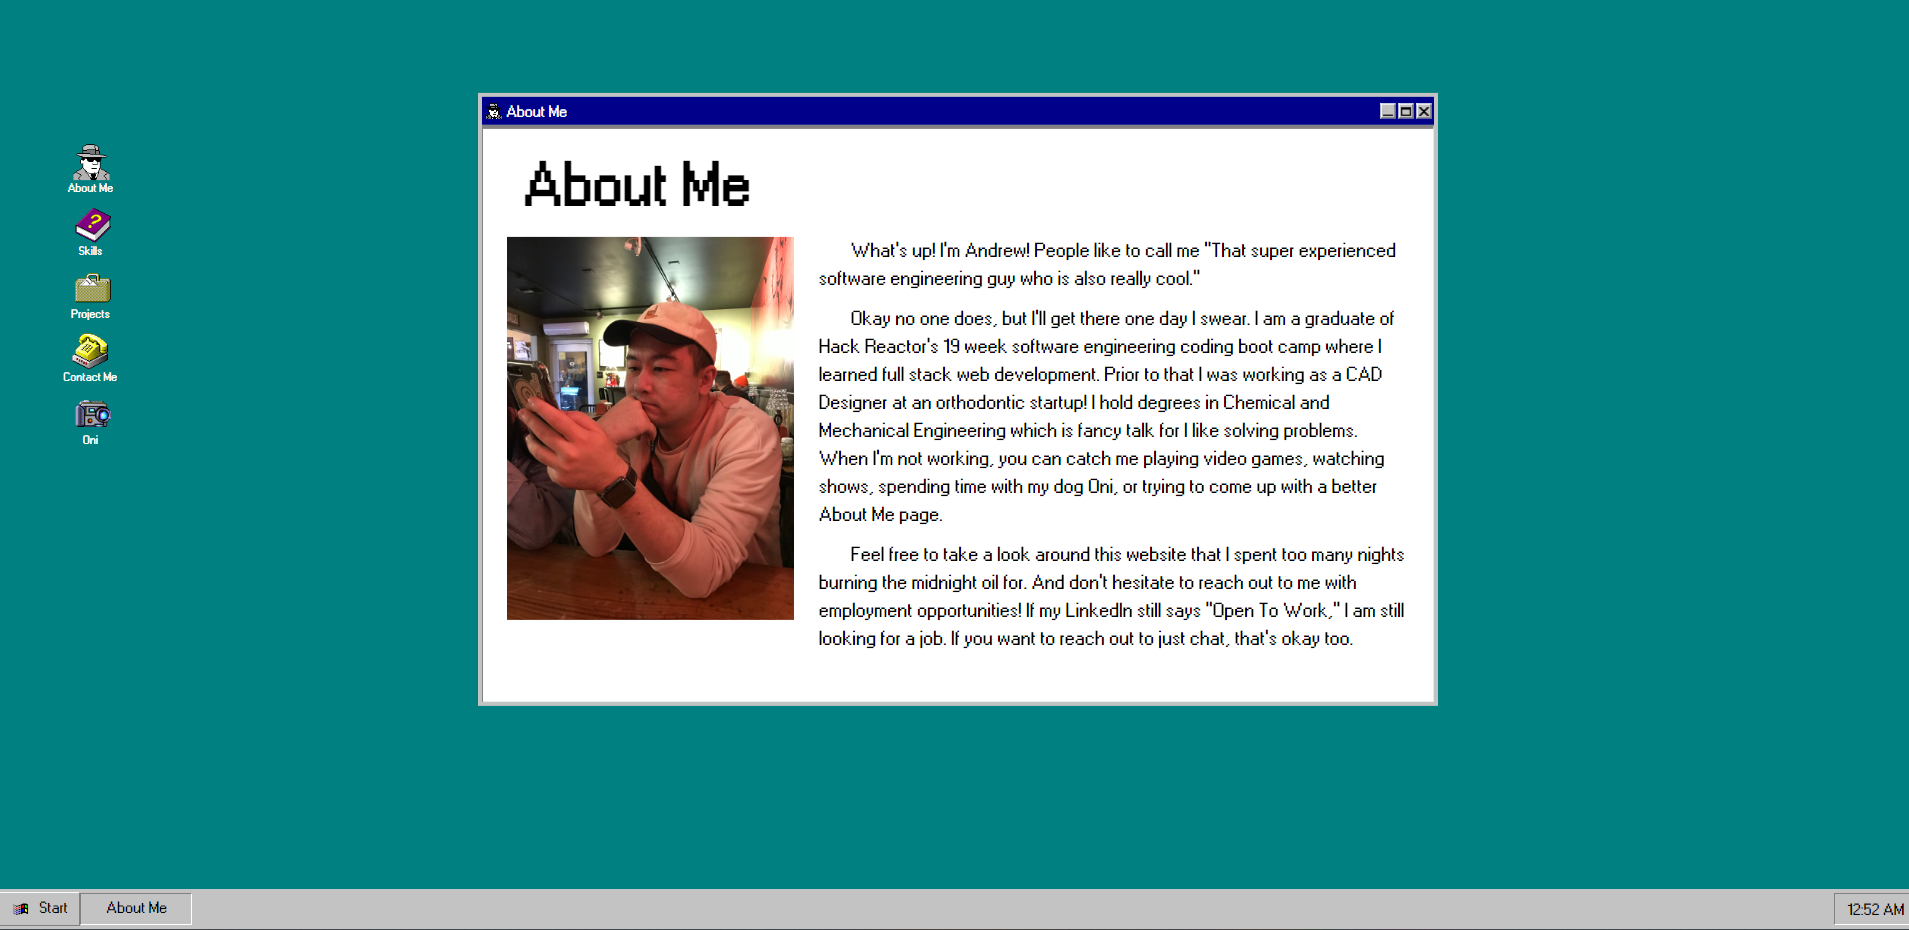 About Me
About Me
Skills
Projects
Contact Me
Oni
About Me
What's up! I'm Andrew! People like to call me "That super experienced
software engineering guy who is also really cool."
Okay no one does, but I'll get there one day I swear. I am a graduate of
Hack Reactor's 19 week software engineering coding boot camp where I
learned full stack web development. Prior to that I was working as a CAD
Designer at an orthodontic startup! I hold degrees in Chemical and
Mechanical Engineering which is fancy talk for I like solving problems.
When I'm not working, you can catch me playing video games, watching
shows, spending time with my dog Oni, or trying to come up with a better
About Me page.
Feel free to take a look around this website that I spent too many nights
burning the midnight oil for. And don't hesitate to reach out to me with
employment opportunities! If my LinkedIn still says "Open To Work," I am still
looking for a job. If you want to reach out to just chat, that's okay too.
Start
About Me
12:52 AM